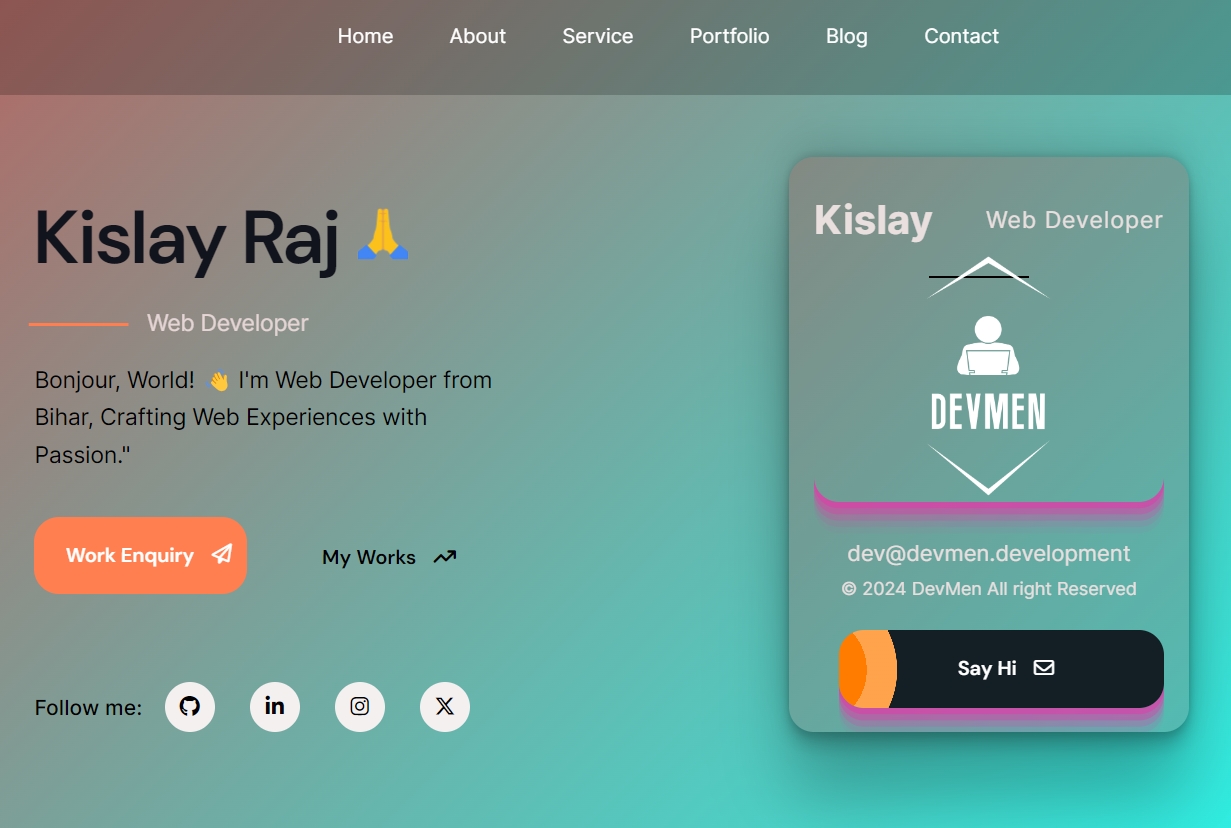 Home About Service Portfolio Blog Contact
Kislay Raj 🙏
Web Developer
Bonjour, World! 👋 I'm Web Developer from
Bihar, Crafting Web Experiences with
Passion."
Work Enquiry
My Works
Follow me:
Kislay Web Developer
DEVMEN
dev@devmen.development
© 2024 DevMen All right Reserved
Say Hi